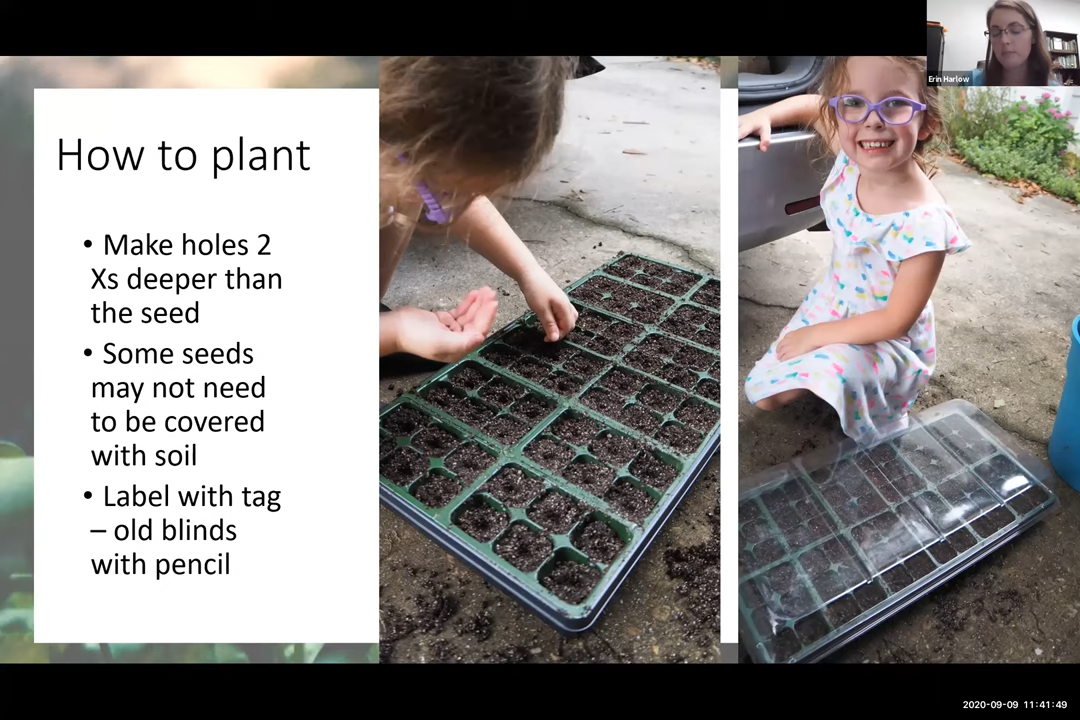 Erin Harlow
How to plant
• Make holes 2
Xs deeper than
the seed
• Some seeds
may not need
to be covered
with soil
• Label with tag
– old blinds
with pencil
2020-09-09 11:41:49